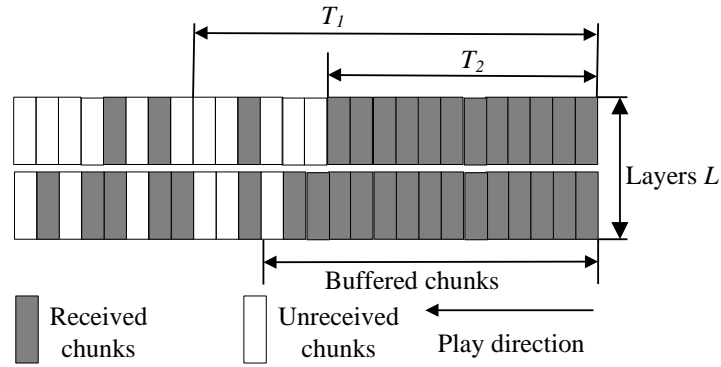 T1
T2
Layers L
Buffered chunks
Received
chunks
Unreceived
chunks
Play direction